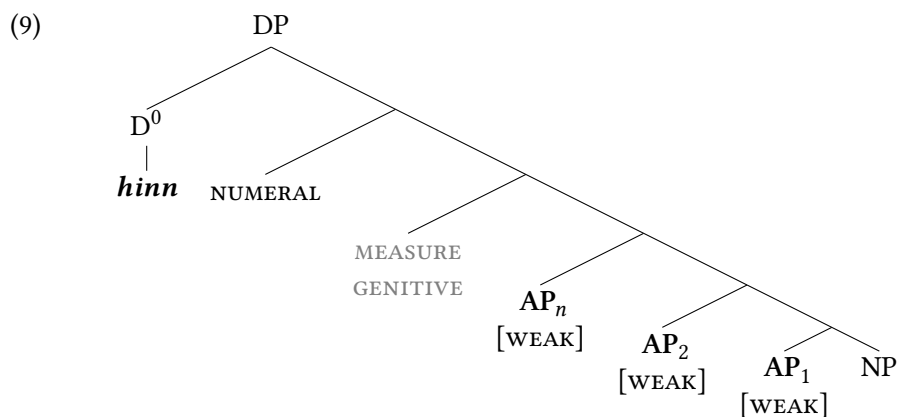 (9)
DP
D⁰
hinn
NUMERAL
MEASURE
GENITIVE
APₙ
[WEAK]
AP₂
[WEAK]
AP₁
[WEAK]
NP